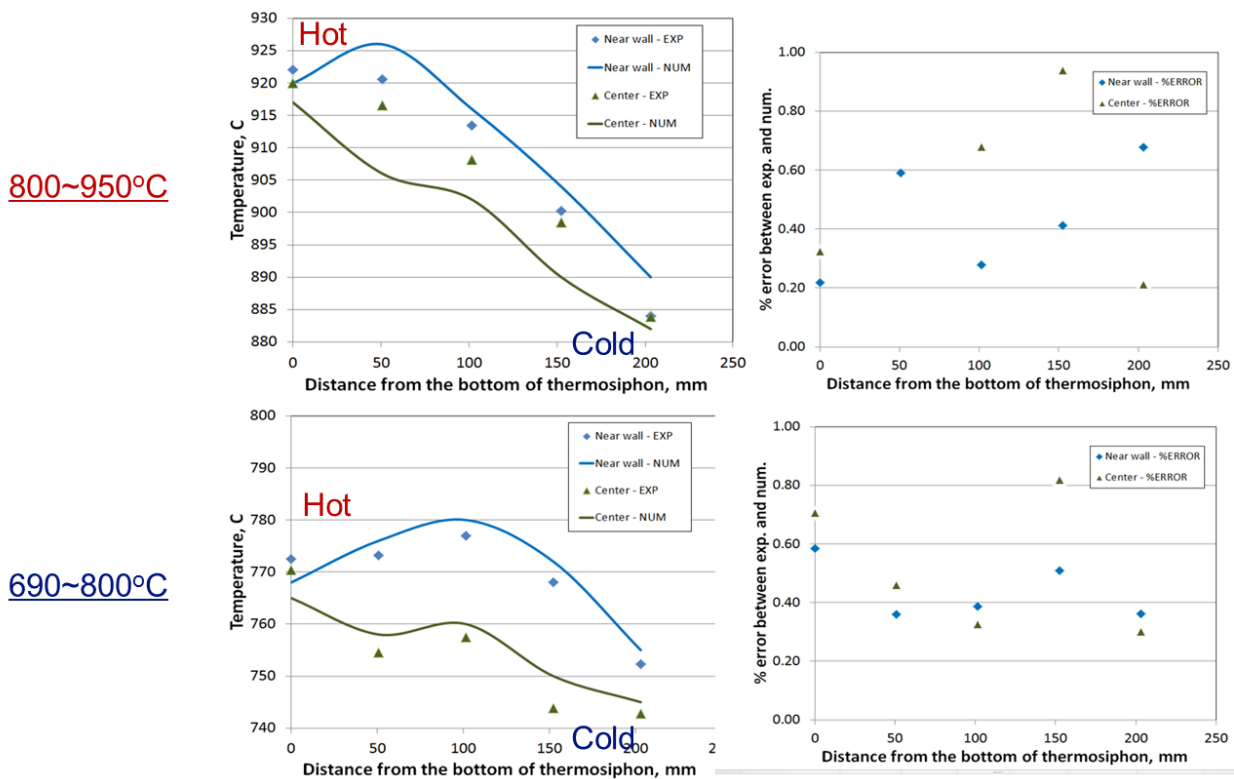 800~950°C
930
925
920
915
910
905
900
895
890
885
880
Temperature, C
Hot
Near wall - EXP
Near wall - NUM
Center - EXP
Center - NUM
Cold
0
50
100
150
200
250
Distance from the bottom of thermosiphon, mm
1.00
0.80
0.60
0.40
0.20
0.00
% error between exp. and num.
Near wall - %ERROR
Center - %ERROR
0
50
100
150
200
250
Distance from the bottom of thermosiphon, mm
690~800°C
800
790
780
770
760
750
740
Temperature, C
Hot
Near wall - EXP
Near wall - NUM
Center - EXP
Center - NUM
Cold
0
50
100
150
200
2
Distance from the bottom of thermosiphon, mm
1.00
0.80
0.60
0.40
0.20
0.00
% error between exp. and num.
Near wall - %ERROR
Center - %ERROR
0
50
100
150
200
250
Distance from the bottom of thermosiphon, mm